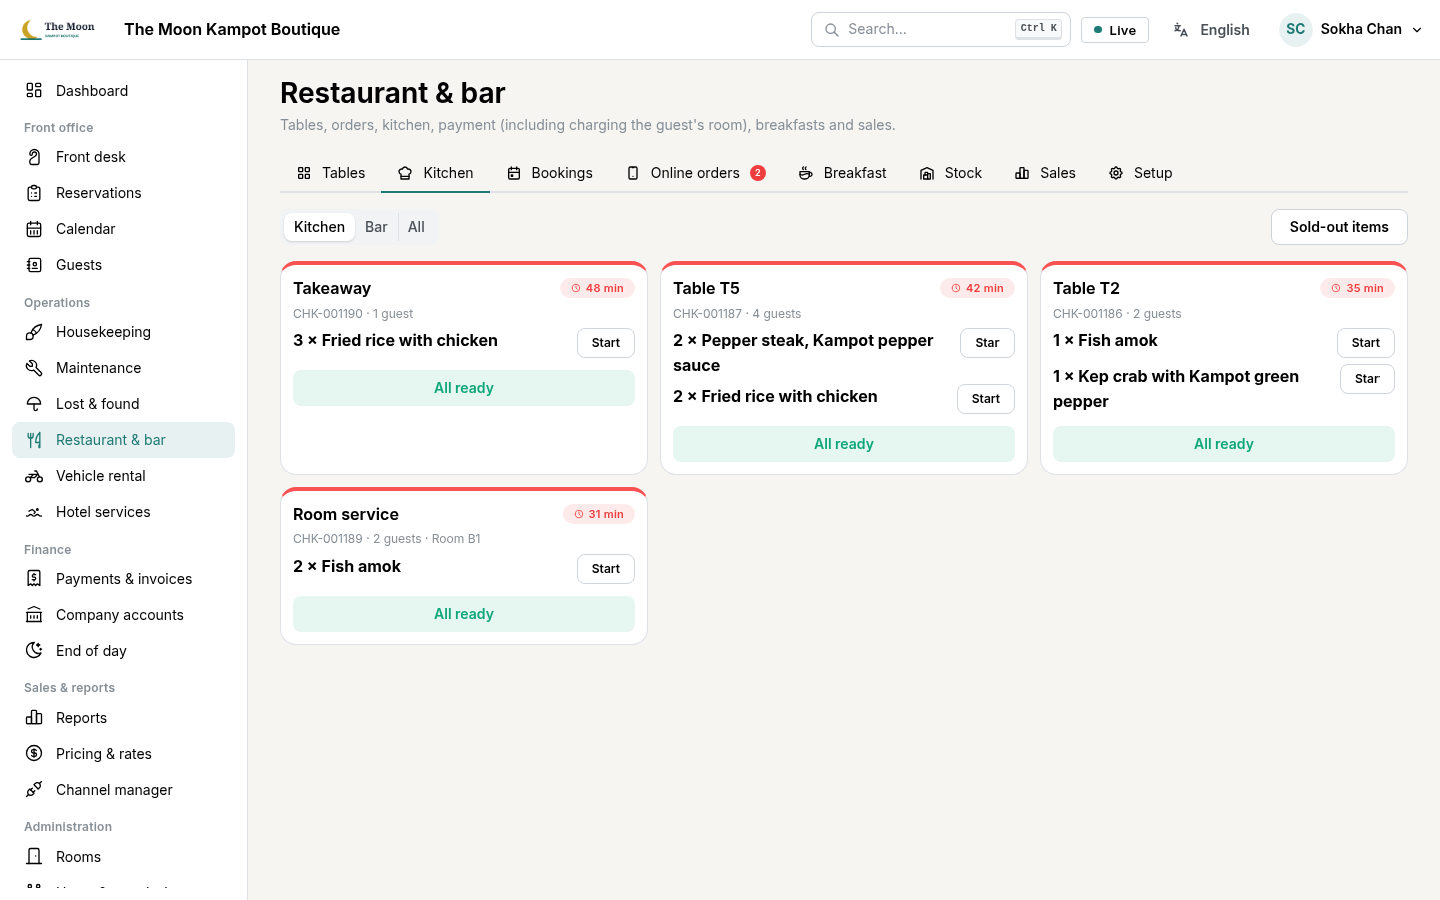 The Moon
KAMPOT BOUTIQUE
The Moon Kampot Boutique
Search...
Ctrl K
Live
English
SC
Sokha Chan
Dashboard
Front office
Front desk
Reservations
Calendar
Guests
Operations
Housekeeping
Maintenance
Lost & found
Restaurant & bar
Vehicle rental
Hotel services
Finance
Payments & invoices
Company accounts
End of day
Sales & reports
Reports
Pricing & rates
Channel manager
Administration
Rooms
Restaurant & bar
Tables, orders, kitchen, payment (including charging the guest's room), breakfasts and sales.
Tables
Kitchen
Bookings
Online orders 2
Breakfast
Stock
Sales
Setup
Kitchen
Bar
All
Sold-out items
Takeaway
48 min
CHK-001190 · 1 guest
3 × Fried rice with chicken
Start
All ready
Table T5
42 min
CHK-001187 · 4 guests
2 × Pepper steak, Kampot pepper
sauce
Star
2 × Fried rice with chicken
Start
All ready
Table T2
35 min
CHK-001186 · 2 guests
1 × Fish amok
Start
1 × Kep crab with Kampot green
pepper
Star
All ready
Room service
31 min
CHK-001189 · 2 guests · Room B1
2 × Fish amok
Start
All ready